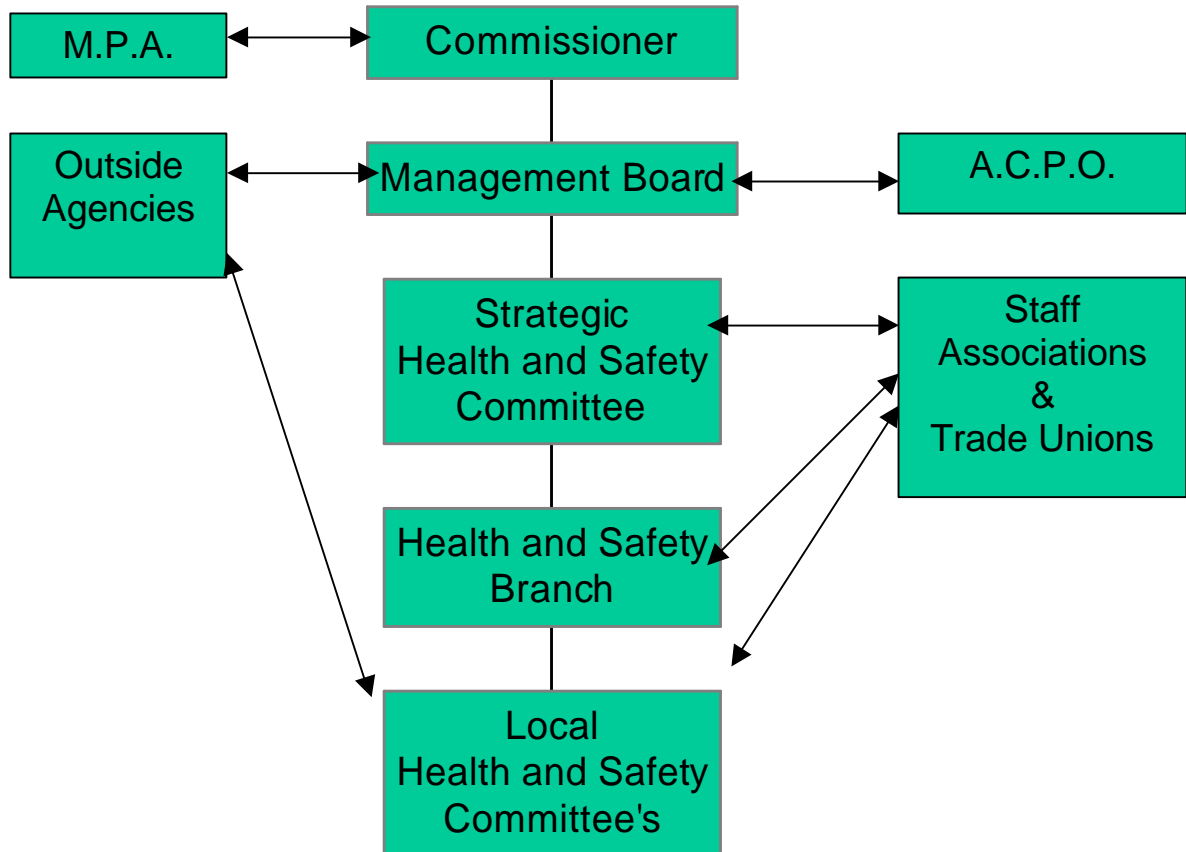 M.P.A.
Commissioner
Outside
Agencies
Management Board
A.C.P.O.
Strategic
Health and Safety
Committee
Staff
Associations
&
Trade Unions
Health and Safety
Branch
Local
Health and Safety
Committee's